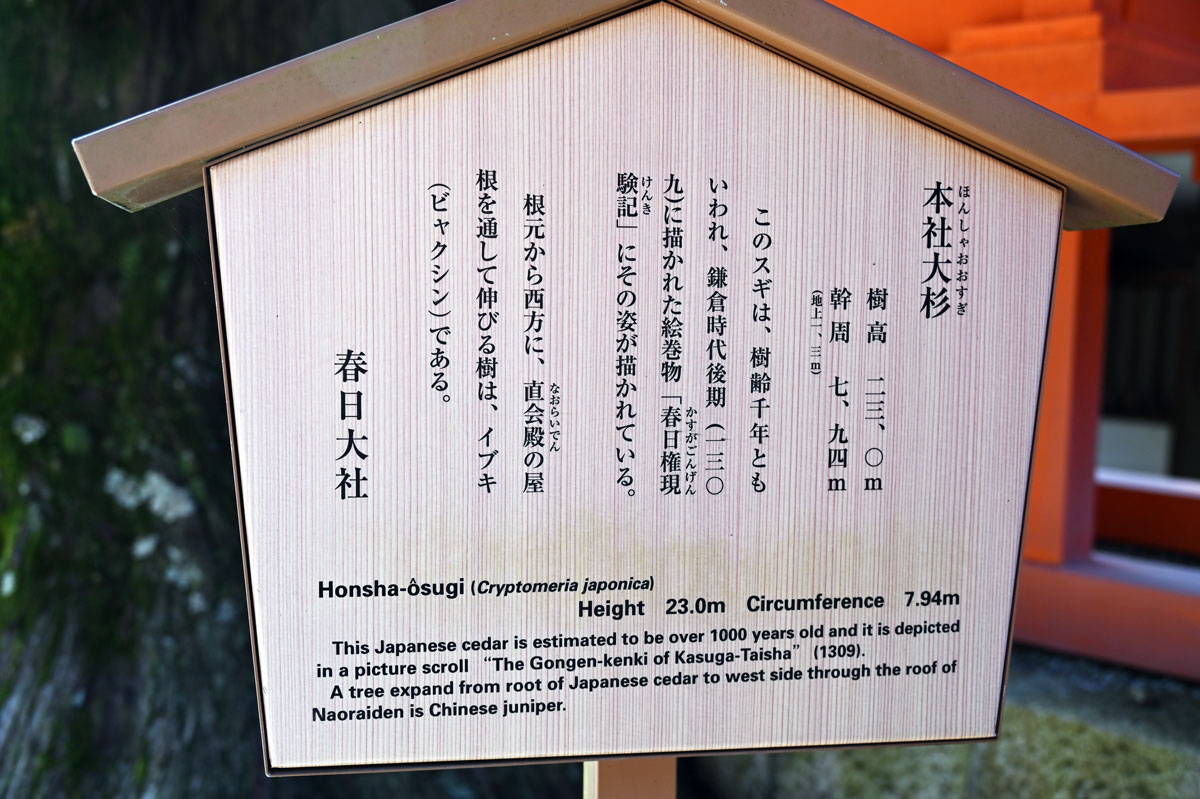 本社大杉
ほんしゃおおすぎ
樹高 二三、〇m
幹周 七、九四m
(地上一、三m)
このスギは、樹齢千年とも
いわれ、鎌倉時代後期(一三〇
九)に描かれた絵巻物「春日権現
かすがごんげん
験記」にその姿が描かれている。
けんき
根元から西方に、直会殿の屋
なおらいでん
根を通して伸びる樹は、イブキ
(ビャクシン)である。
春日大社
Honsha-ôsugi (Cryptomeria japonica)
Height 23.0m Circumference 7.94m
This Japanese cedar is estimated to be over 1000 years old and it is depicted
in a picture scroll “The Gongen-kenki of Kasuga-Taisha” (1309).
A tree expand from root of Japanese cedar to west side through the roof of
Naoraiden is Chinese juniper.